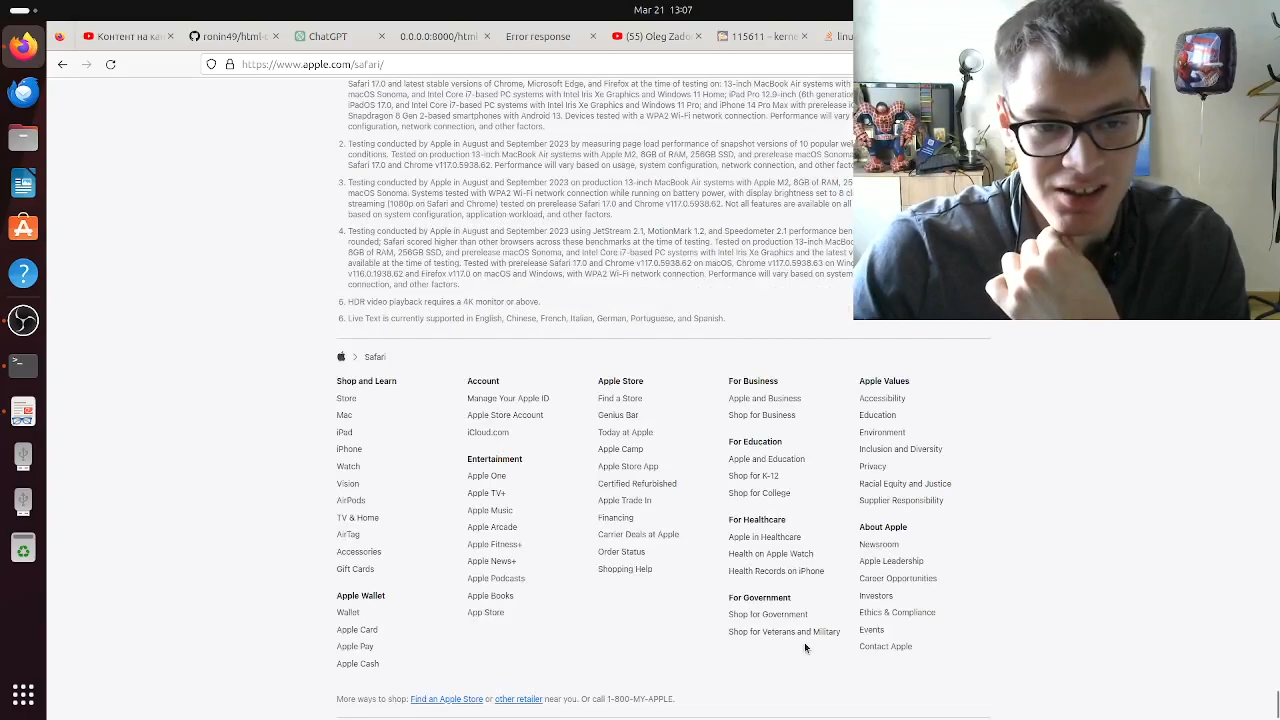 Mar 21 13:07
Контент на кан
ronin49/html-c
ChatGPT
0.0.0.0:8000/html
Error response
(55) Oleg Zado
115611 – kerne
linu
https://www.apple.com/safari/
Safari 17.0 and latest stable versions of Chrome, Microsoft Edge, and Firefox at the time of testing on: 13-inch MacBook Air systems with
macOS Sonoma, and Intel Core i7-based PC systems with Intel Iris Xe Graphics and Windows 11 Home; iPad Pro 12.9-inch (6th generation
iPadOS 17.0, and Intel Core i7-based PC systems with Intel Iris Xe Graphics and Windows 11 Pro; and iPhone 14 Pro Max with prerelease
Snapdragon 8 Gen 2-based smartphones with Android 13. Devices tested with a WPA2 Wi-Fi network connection. Performance will vary
configuration, network connection, and other factors.
2. Testing conducted by Apple in August and September 2023 by measuring page load performance of snapshot versions of 10 popular
conditions. Tested on production 13-inch MacBook Air systems with Apple M2, 8GB of RAM, 256GB SSD, and prerelease macOS Sonoma
Safari 17.0 and Chrome v117.0.5938.62. Performance will vary based on usage, system configuration, network connection, and other
3. Testing conducted by Apple in August and September 2023 on production 13-inch MacBook Air systems with Apple M2, 8GB of RAM, 25
macOS Sonoma. Systems tested with WPA2 Wi-Fi network connection while running on battery power, with display brightness set to 8 c
streaming (1080p on Safari and Chrome) tested on prerelease Safari 17.0 and Chrome v117.0.5938.62. Not all features are available on all
based on system configuration, application workload, and other factors.
4. Testing conducted by Apple in August and September 2023 using JetStream 2.1, MotionMark 1.2, and Speedometer 2.1 performance
rounded; Safari scored higher than other browsers across these benchmarks at the time of testing. Tested on production 13-inch
8GB of RAM, 256GB SSD, and prerelease macOS Sonoma, and Intel Core i7-based PC systems with Intel Iris Xe Graphics and the latest v
of Windows 11 available at the time of testing. Tested with prerelease Safari 17.0 and Chrome v117.0.5938.62 on macOS, Chrome v117.0.5938.63 on
v116.0.1938.62 and Firefox v117.0 on macOS and Windows, with WPA2 Wi-Fi network connection. Performance will vary based on system
configuration, and other factors.
5. HDR video playback requires a 4K monitor or above.
6. Live Text is currently supported in English, Chinese, French, Italian, German, Portuguese, and Spanish.
Safari
Shop and Learn
Store
Mac
iPad
iPhone
Watch
Vision
AirPods
TV & Home
AirTag
Accessories
Gift Cards
Apple Wallet
Wallet
Apple Card
Apple Pay
Apple Cash
Account
Manage Your Apple ID
Apple Store Account
iCloud.com
Entertainment
Apple One
Apple TV+
Apple Music
Apple Arcade
Apple Fitness+
Apple News+
Apple Podcasts
Apple Books
App Store
Apple Store
Find a Store
Genius Bar
Today at Apple
Apple Camp
Apple Store App
Certified Refurbished
Apple Trade In
Financing
Carrier Deals at Apple
Order Status
Shopping Help
For Business
Apple and Business
Shop for Business
For Education
Apple and Education
Shop for K-12
Shop for College
For Healthcare
Apple in Healthcare
Health on Apple Watch
Health Records on iPhone
For Government
Shop for Government
Shop for Veterans and Military
Apple Values
Accessibility
Education
Environment
Inclusion and Diversity
Privacy
Racial Equity and Justice
Supplier Responsibility
About Apple
Newsroom
Apple Leadership
Career Opportunities
Investors
Ethics & Compliance
Events
Contact Apple
More ways to shop: Find an Apple Store or other retailer near you. Or call 1-800-MY-APPLE.